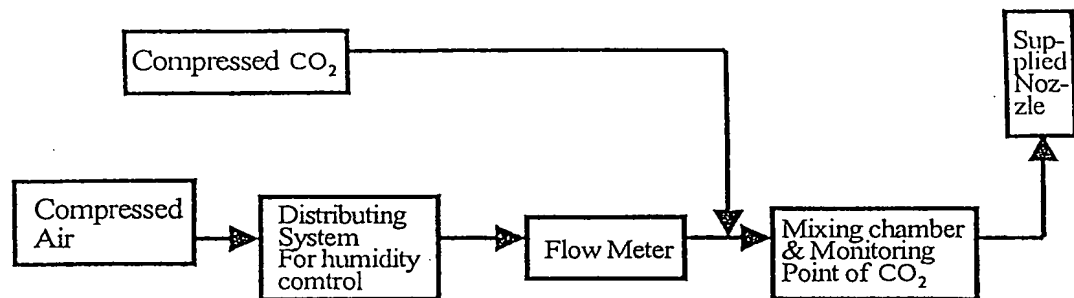 Compressed CO₂
Sup-
plied
Noz-
zle
Compressed
Air
Distributing
System
For humidity
comtrol
Flow Meter
Mixing chamber
& Monitoring
Point of CO₂